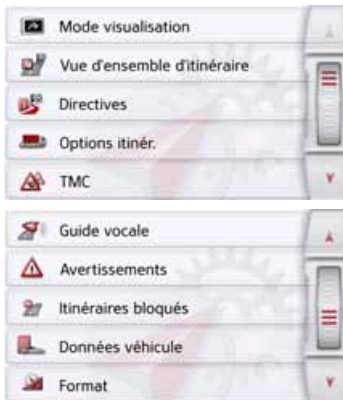 Mode visualisation
Vue d'ensemble d'itinéraire
Directives
Options itinér.
TMC
Guide vocale
Avertissements
Itinéraires bloqués
Données véhicule
Format